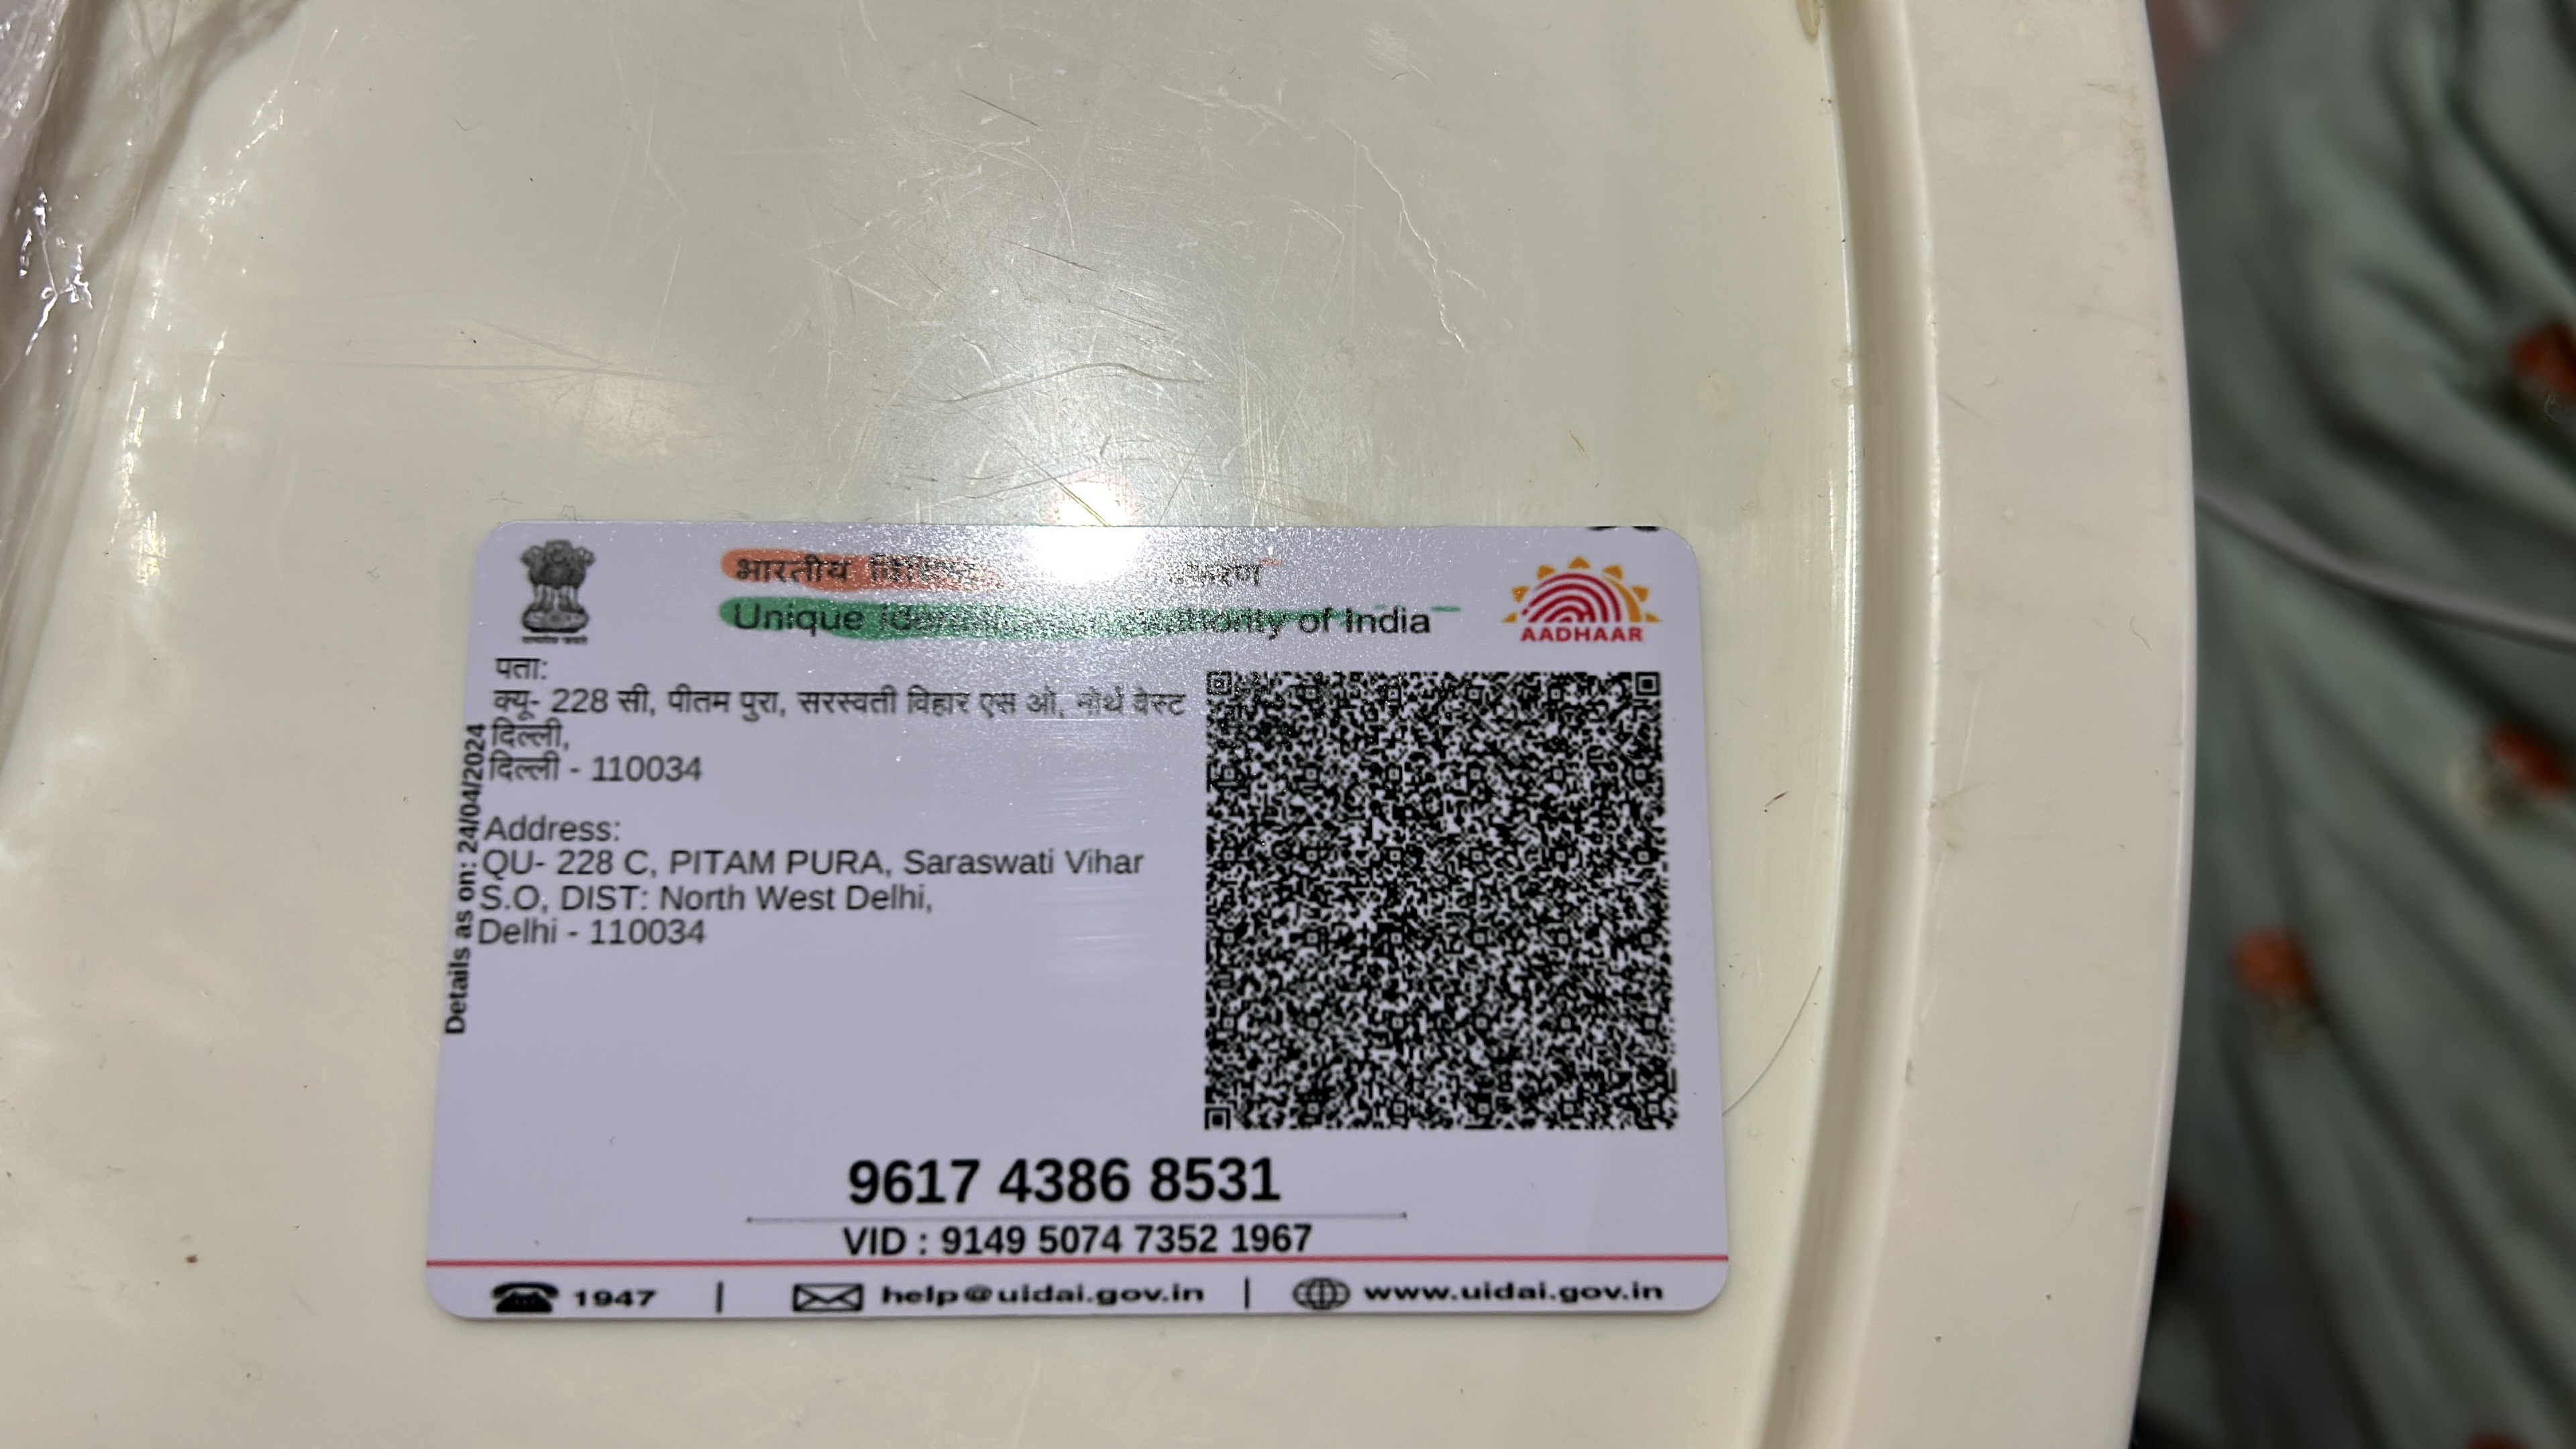 भारतीय
Unique Authority of India
AADHAAR
पता:
क्यू- 228 सी, पीतम पुरा, सरस्वती विहार एस ओ, नोर्थ वेस्ट
दिल्ली,
दिल्ली - 110034
Address:
QU- 228 C, PITAM PURA, Saraswati Vihar
S.O, DIST: North West Delhi,
Delhi - 110034
Details as on: 24/04/2024
9617 4386 8531
VID : 9149 5074 7352 1967
1947 | help@uidai.gov.in | www.uidai.gov.in